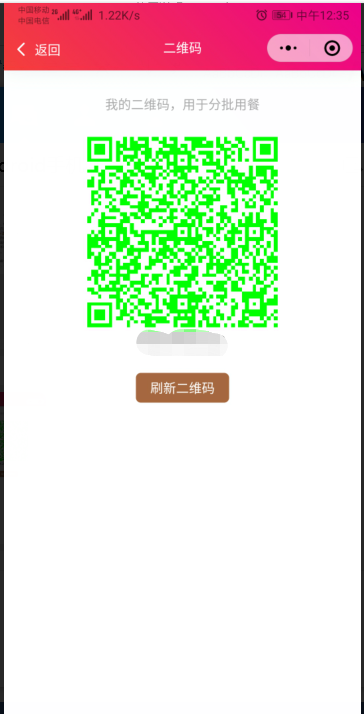 中国移动
中国电信
1.22K/s
中午12:35
返回
二维码
我的二维码，用于分批用餐
刷新二维码